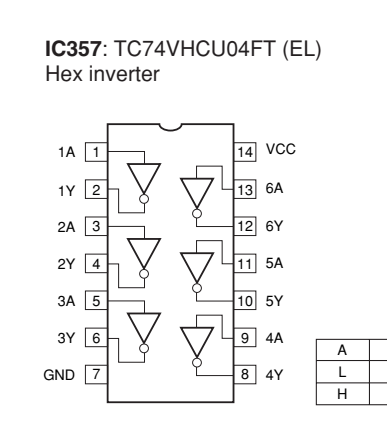 IC357: TC74VHCU04FT (EL)
Hex inverter
1A 1 14 VCC
1Y 2 13 6A
2A 3 12 6Y
2Y 4 11 5A
3A 5 10 5Y
3Y 6 9 4A
GND 7 8 4Y
A
L
H